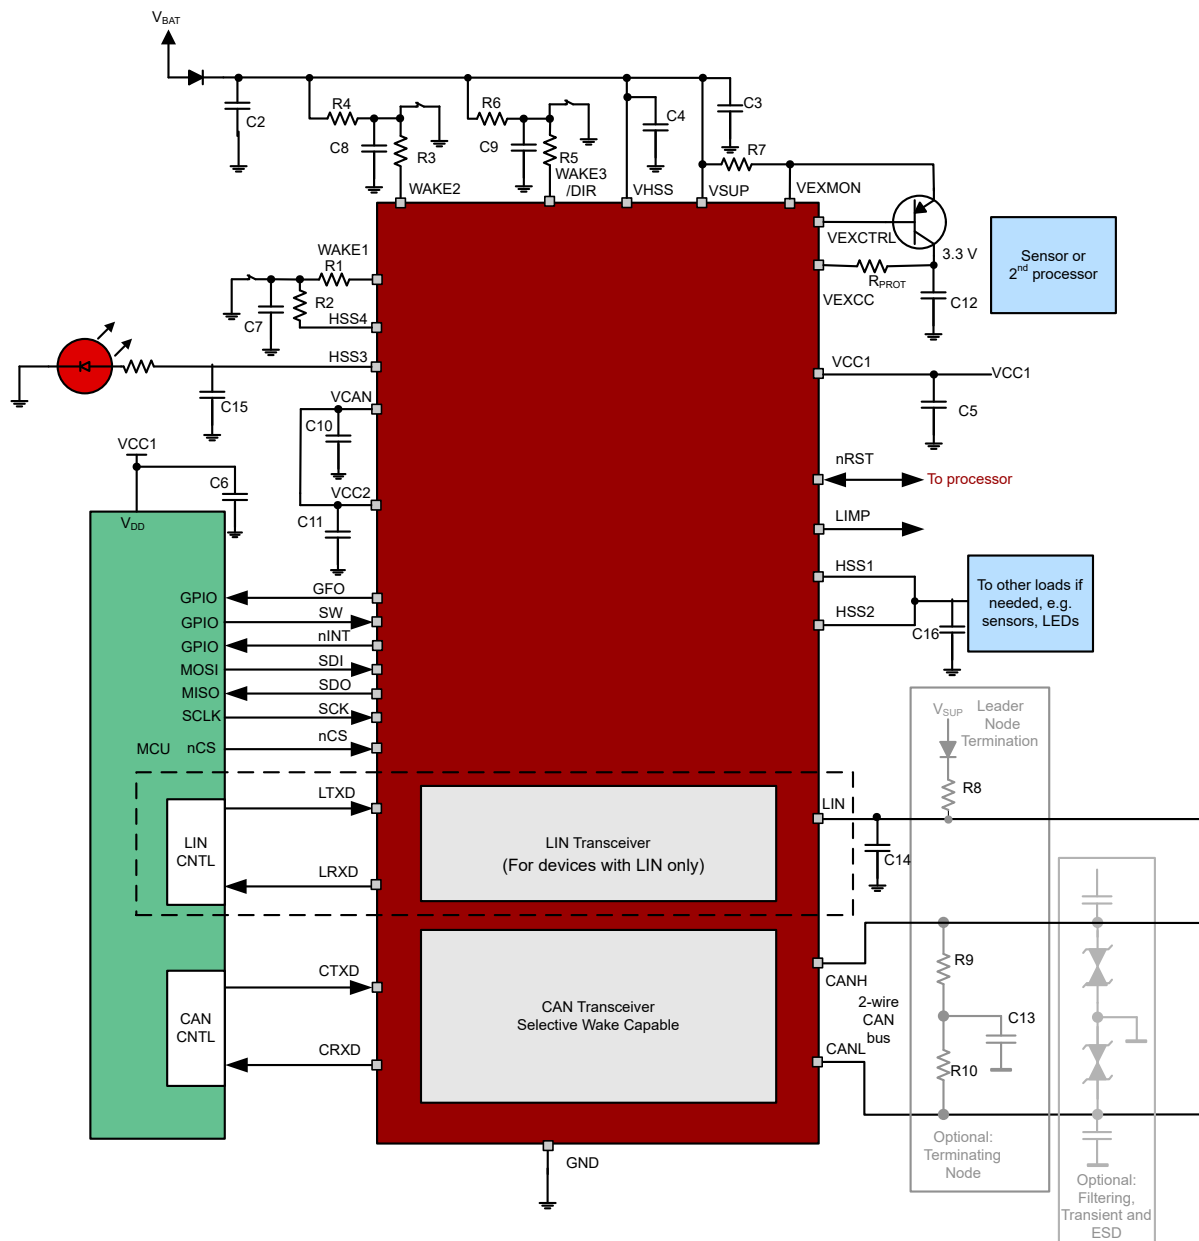 VBAT
C2
R4
C8
R3
WAKE2
R6
C9
R5
WAKE3
/DIR
C4
VHSS
C3
R7
VSUP
VEXMON
VEXCTRL
3.3 V
RPROT
VEXCC
C12
Sensor or
2nd processor
WAKE1
R1
R2
C7
HSS4
HSS3
C15
VCAN
C10
VCC2
C11
VCC1
C6
VDD
VCC1
VCC1
C5
nRST
To processor
LIMP
HSS1
HSS2
C16
To other loads if
needed, e.g.
sensors, LEDs
GPIO
GFO
GPIO
SW
GPIO
nINT
MOSI
SDI
MISO
SDO
SCLK
SCK
MCU
nCS
nCS
VSUP
Leader
Node
Termination
R8
LIN
C14
LTXD
LIN
CNTL
LRXD
LIN Transceiver
(For devices with LIN only)
CTXD
CAN
CNTL
CRXD
CAN Transceiver
Selective Wake Capable
CANH
2-wire
CAN
bus
CANL
R9
C13
R10
Optional:
Terminating
Node
Optional:
Filtering,
Transient and
ESD
GND